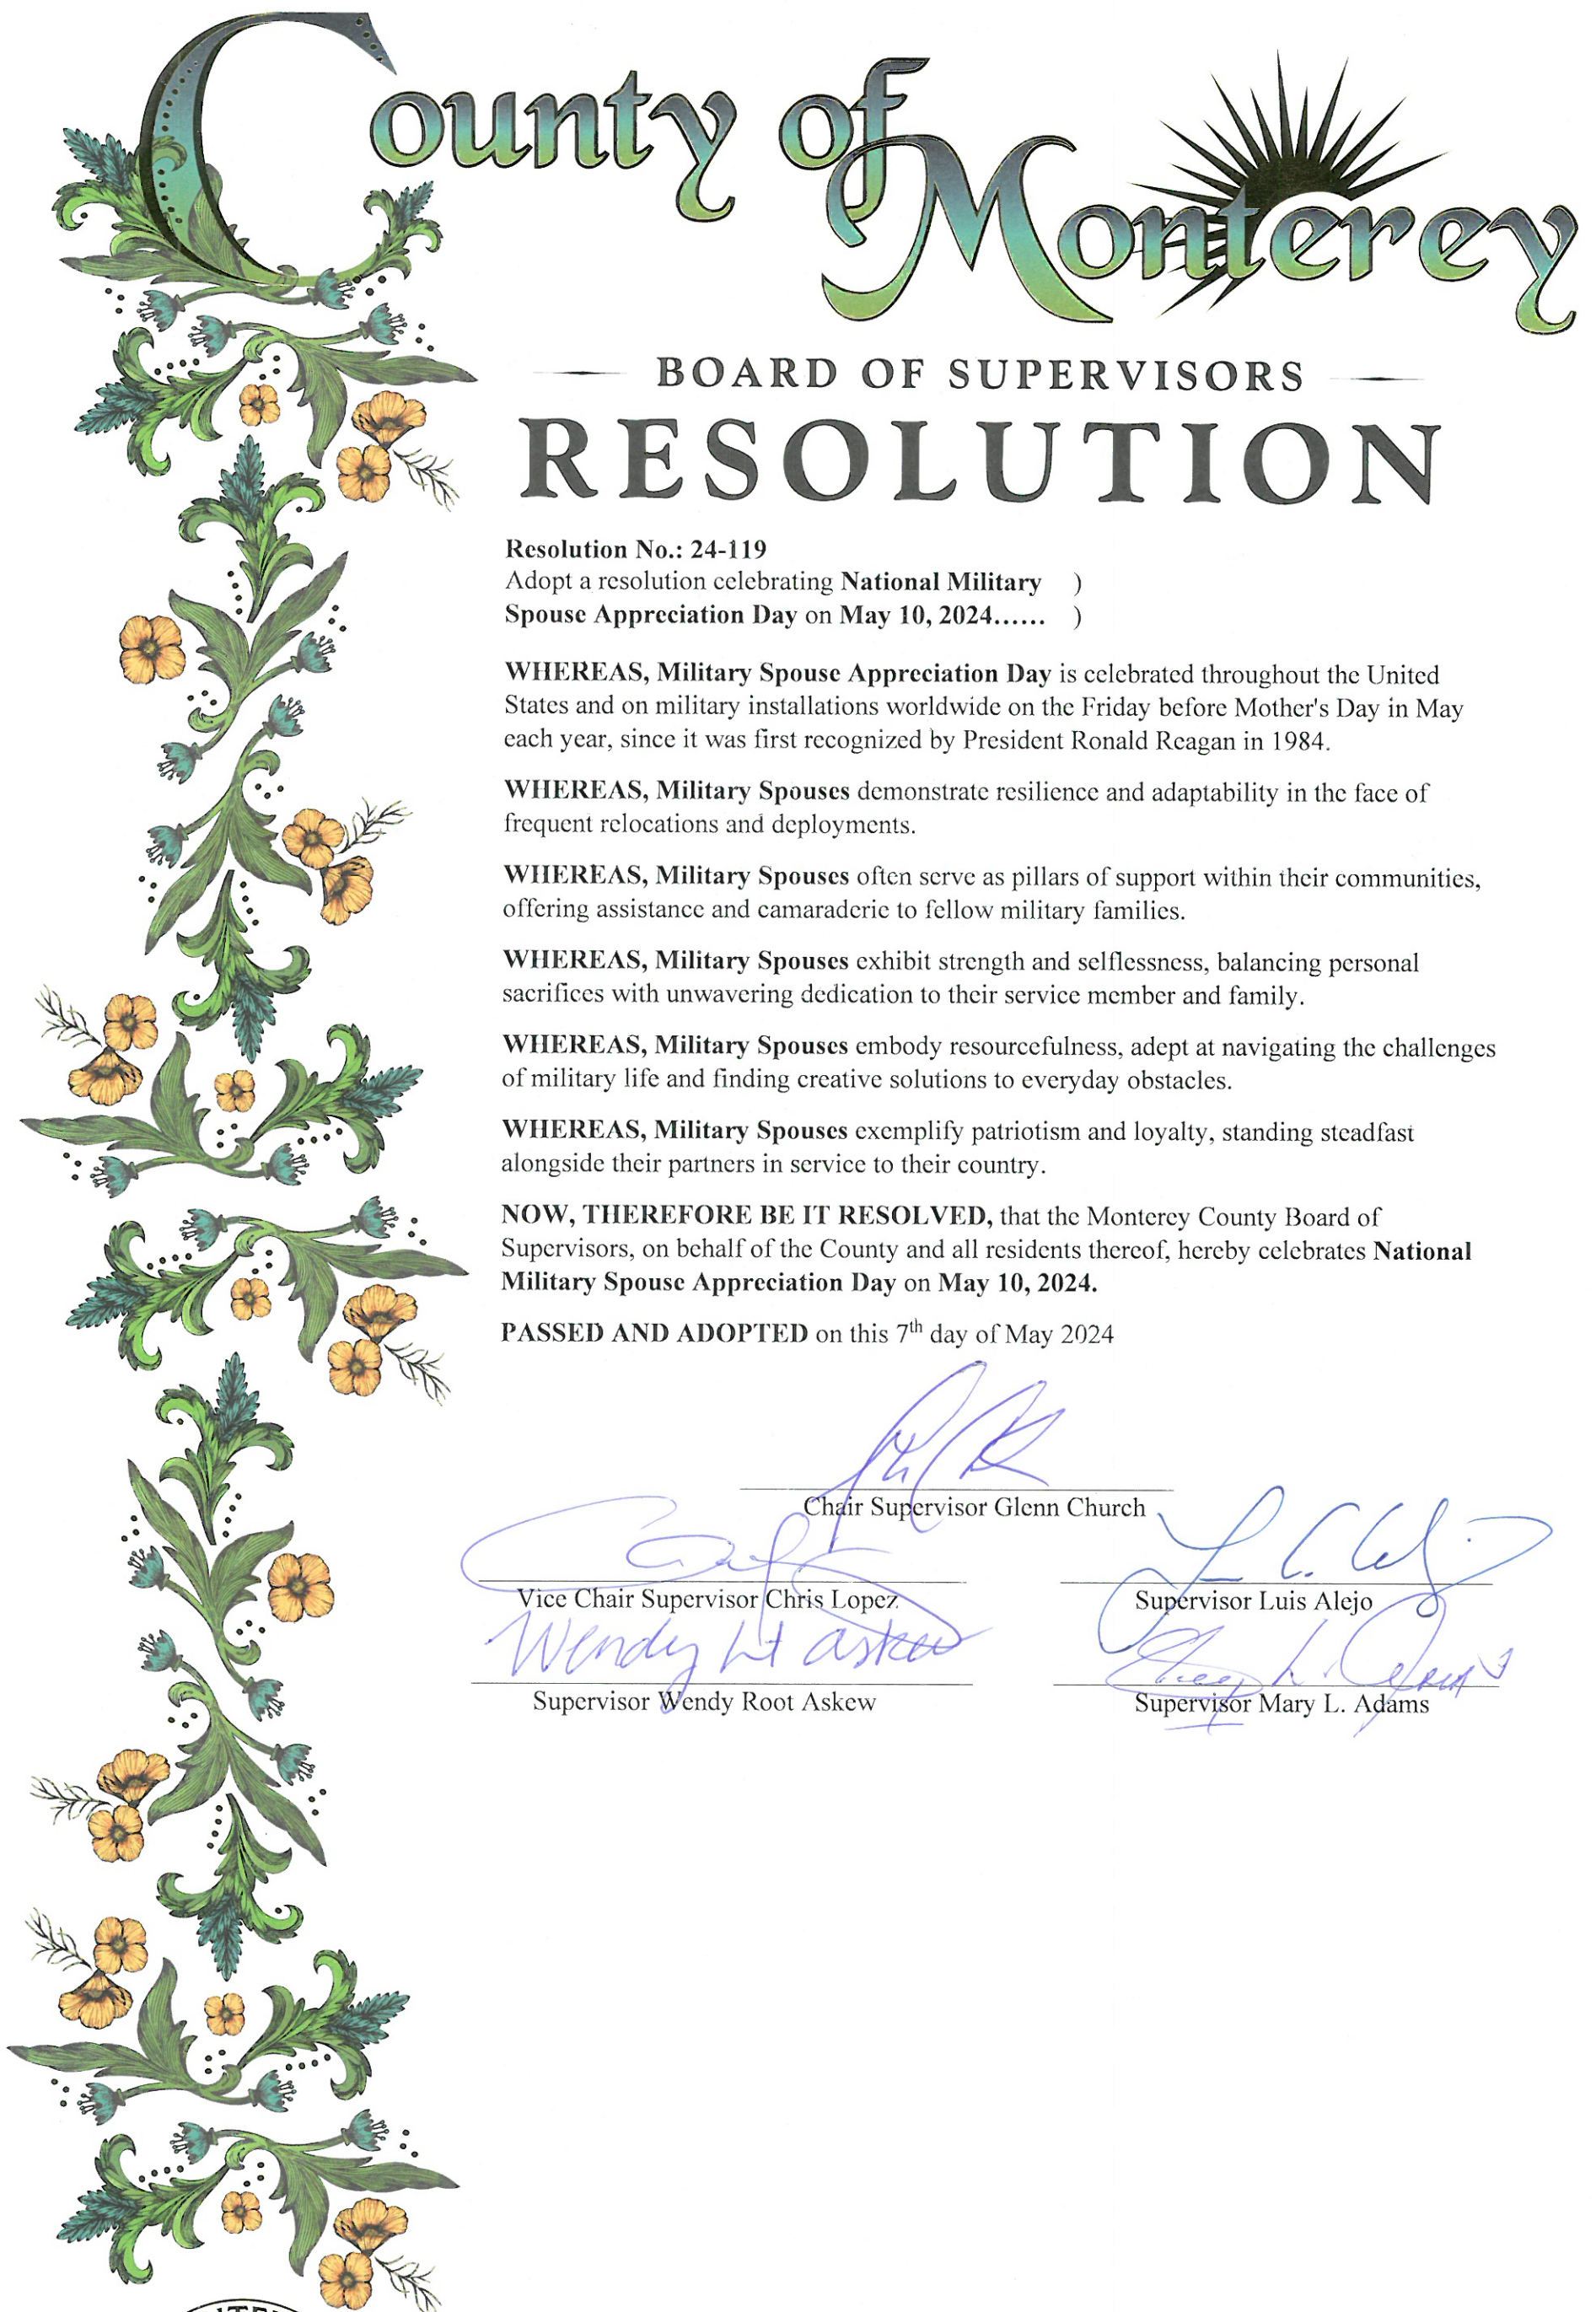 County of
Monterey
BOARD OF SUPERVISORS
RESOLUTION
Resolution No.: 24-119
Adopt a resolution celebrating National Military )
Spouse Appreciation Day on May 10, 2024...... )
WHEREAS, Military Spouse Appreciation Day is celebrated throughout the United
States and on military installations worldwide on the Friday before Mother's Day in May
each year, since it was first recognized by President Ronald Reagan in 1984.
WHEREAS, Military Spouses demonstrate resilience and adaptability in the face of
frequent relocations and deployments.
WHEREAS, Military Spouses often serve as pillars of support within their communities,
offering assistance and camaraderie to fellow military families.
WHEREAS, Military Spouses exhibit strength and selflessness, balancing personal
sacrifices with unwavering dedication to their service member and family.
WHEREAS, Military Spouses embody resourcefulness, adept at navigating the challenges
of military life and finding creative solutions to everyday obstacles.
WHEREAS, Military Spouses exemplify patriotism and loyalty, standing steadfast
alongside their partners in service to their country.
NOW, THEREFORE BE IT RESOLVED, that the Monterey County Board of
Supervisors, on behalf of the County and all residents thereof, hereby celebrates National
Military Spouse Appreciation Day on May 10, 2024.
PASSED AND ADOPTED on this 7th day of May 2024
Chair Supervisor Glenn Church
Vice Chair Supervisor Chris Lopez
Supervisor Luis Alejo
Wendy Askew
Supervisor Wendy Root Askew
Supervisor Mary L. Adams